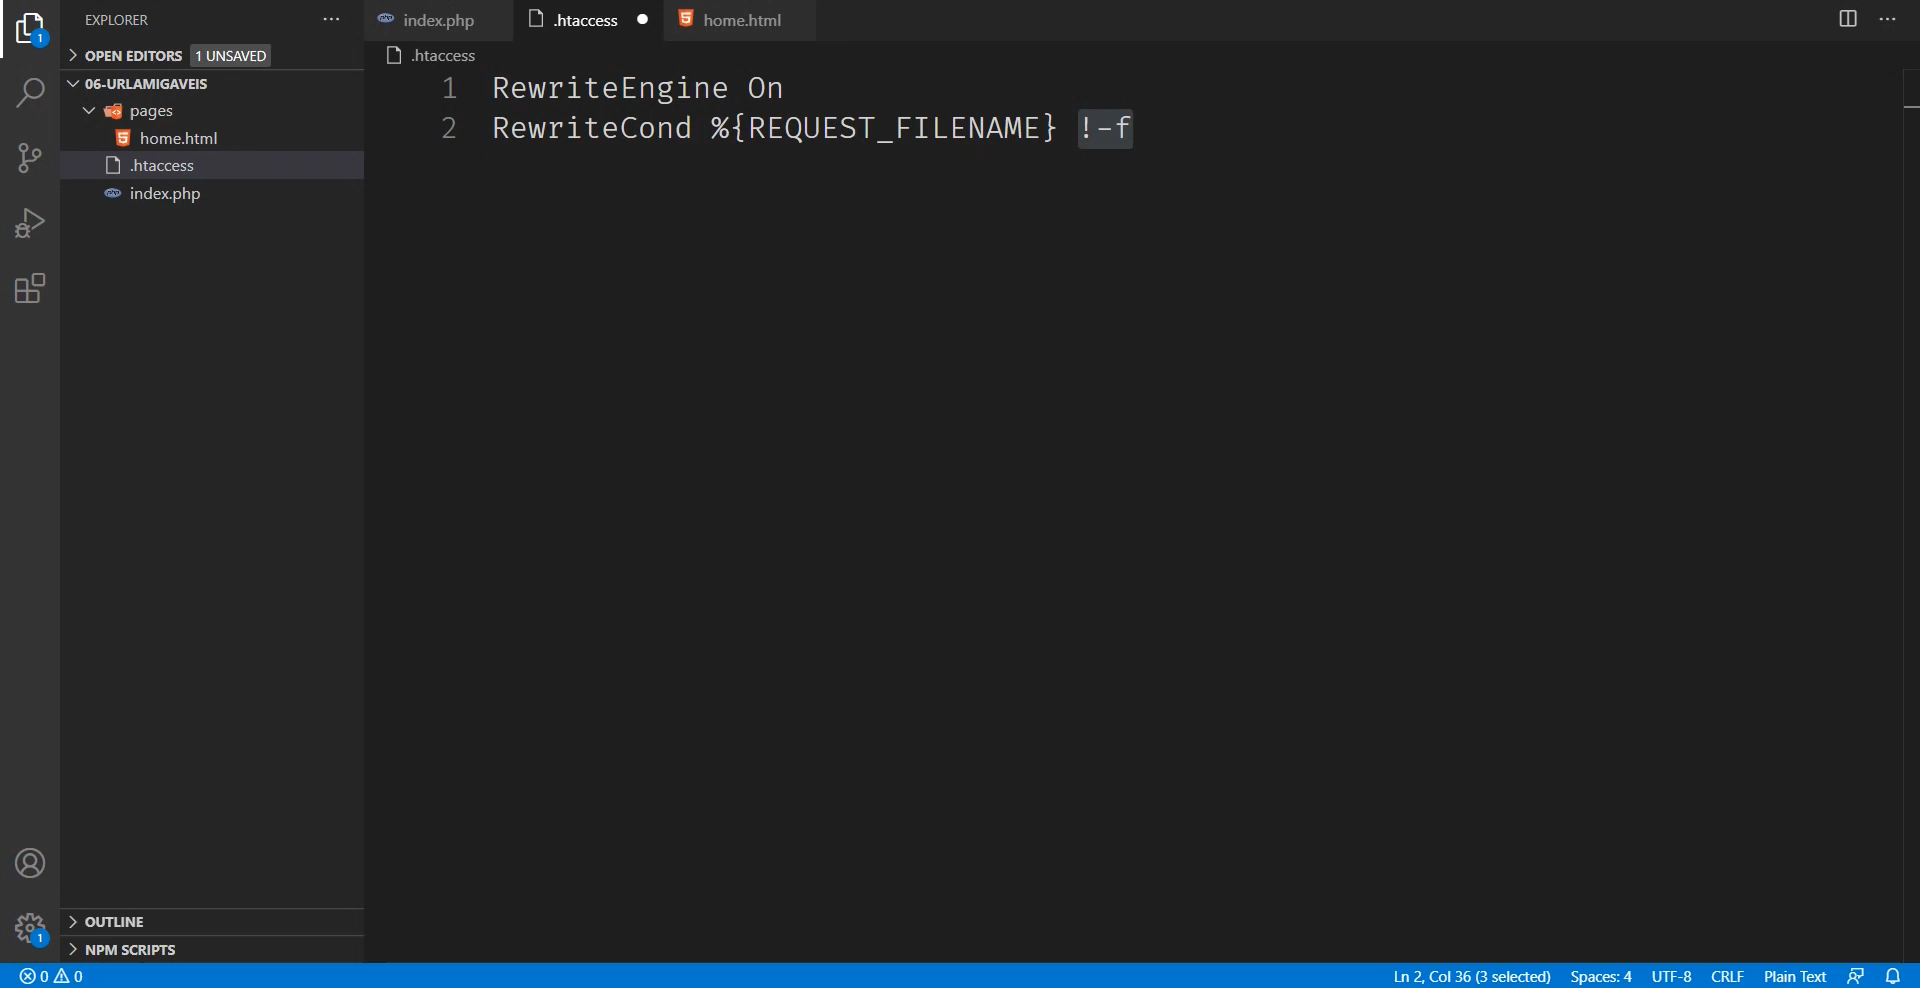 EXPLORER
index.php
.htaccess
home.html
OPEN EDITORS 1 UNSAVED
.htaccess
06-URLAMIGAVEIS
pages
home.html
.htaccess
index.php
1 RewriteEngine On
2 RewriteCond %{REQUEST_FILENAME} !-f
1
1
OUTLINE
NPM SCRIPTS
0 0
Ln 2, Col 36 (3 selected) Spaces: 4 UTF-8 CRLF Plain Text